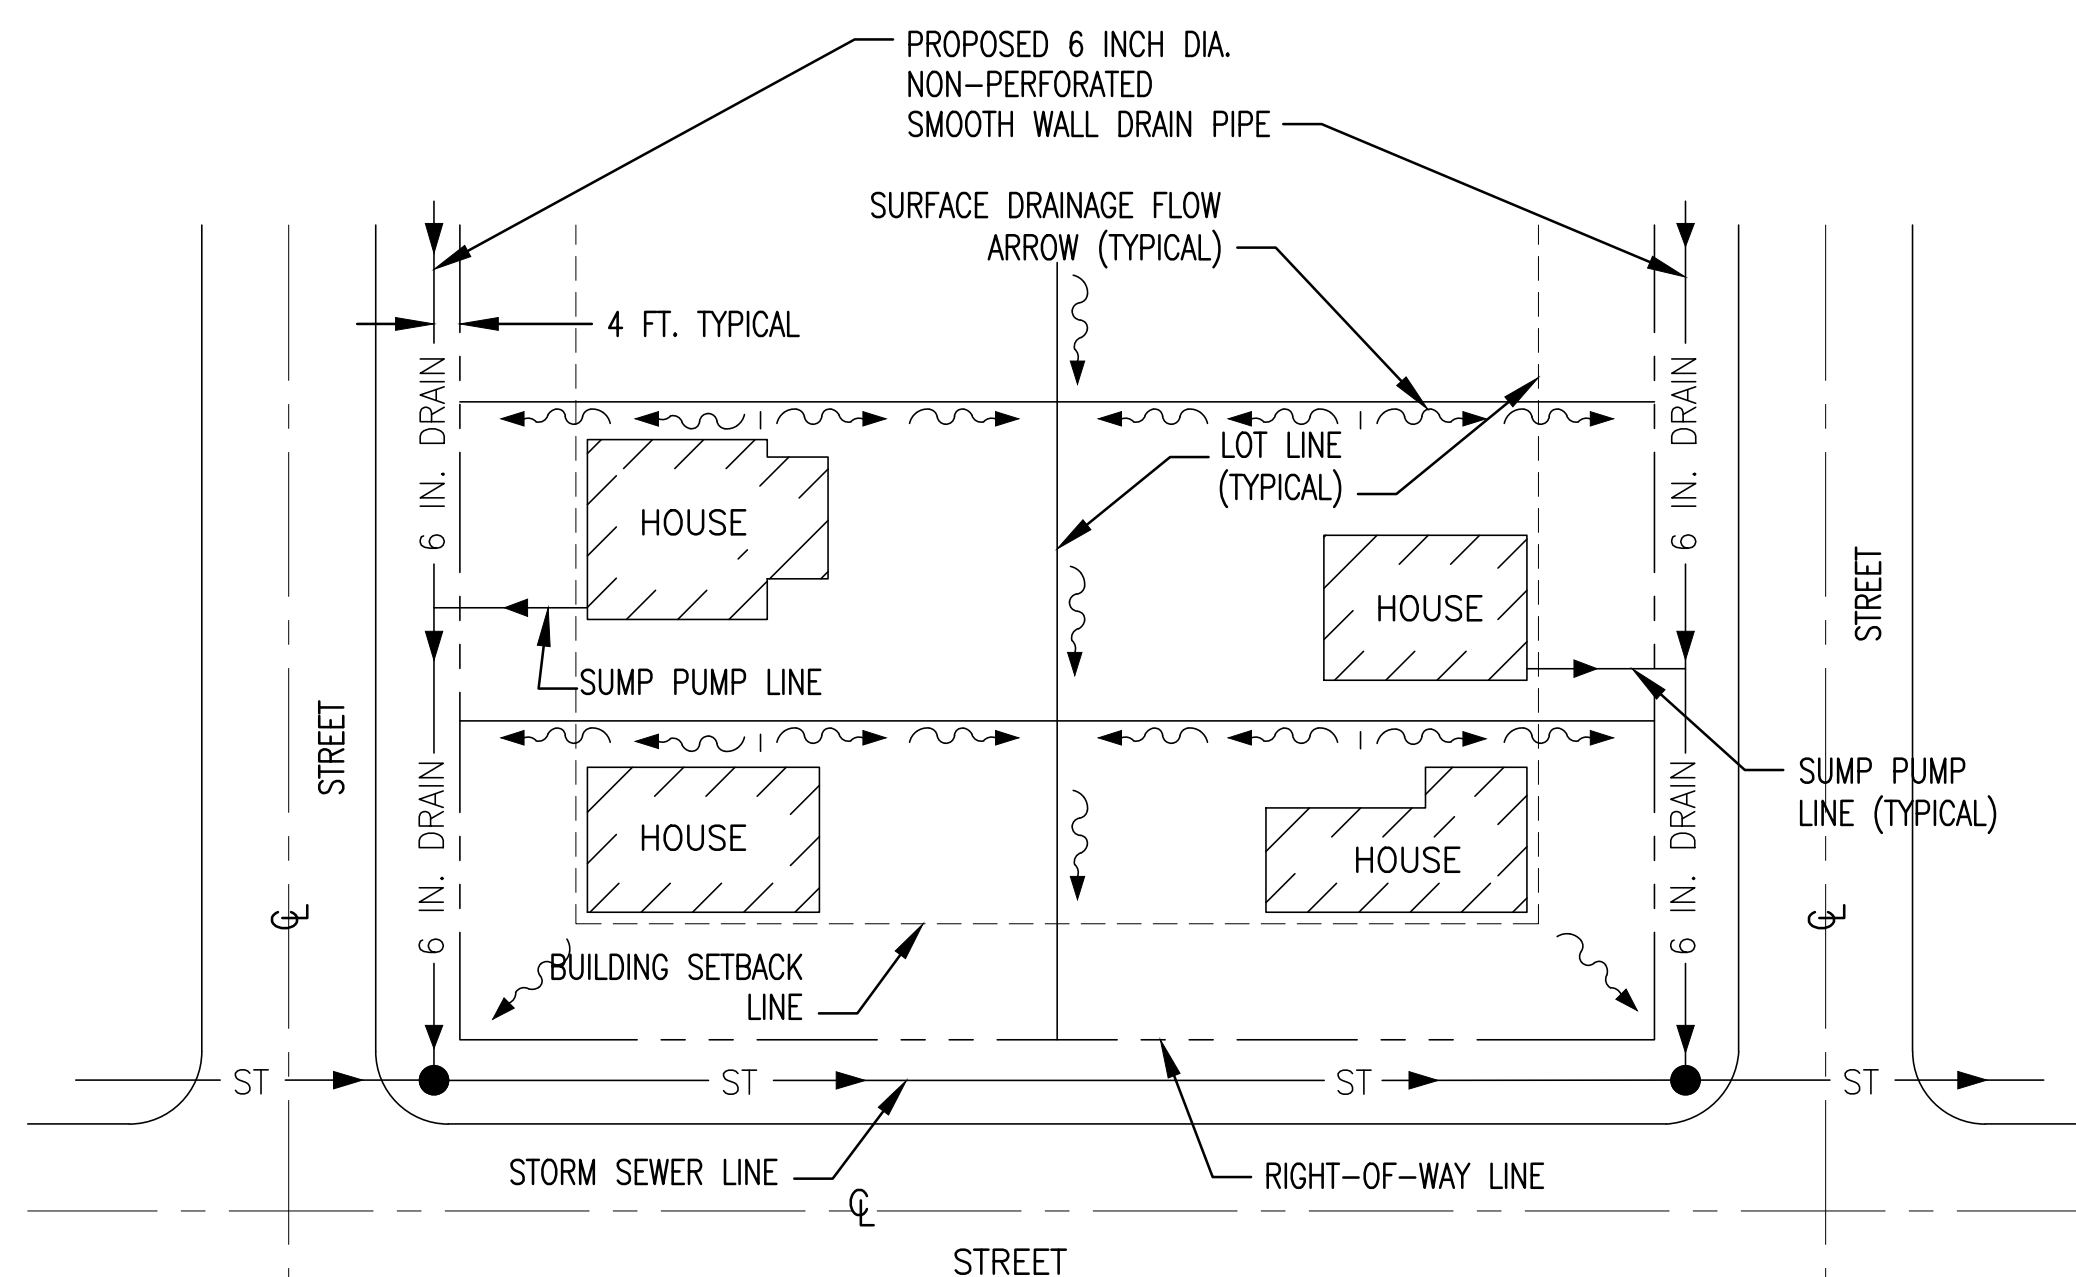 PROPOSED 6 INCH DIA.
NON-PERFORATED
SMOOTH WALL DRAIN PIPE
SURFACE DRAINAGE FLOW
ARROW (TYPICAL)
4 FT. TYPICAL
6 IN. DRAIN
6 IN. DRAIN
LOT LINE
(TYPICAL)
HOUSE
HOUSE
STREET
SUMP PUMP LINE
STREET
SUMP PUMP
LINE (TYPICAL)
6 IN. DRAIN
6 IN. DRAIN
HOUSE
HOUSE
CL
CL
BUILDING SETBACK
LINE
ST
ST
ST
ST
STORM SEWER LINE
RIGHT-OF-WAY LINE
CL
STREET